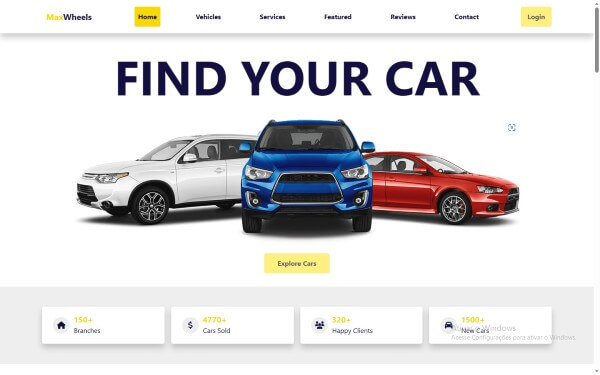 MaxWheels
Home
Vehicles
Services
Featured
Reviews
Contact
Login
FIND YOUR CAR
Explore Cars
150+
Branches
4770+
Cars Sold
320+
Happy Clients
1500+
New Cars
Ativar o Windows
Acesse Configurações para ativar o Windows.